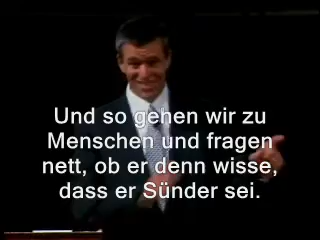 Und so gehen wir zu
Menschen und fragen
nett, ob er denn wisse,
dass er Sünder sei.